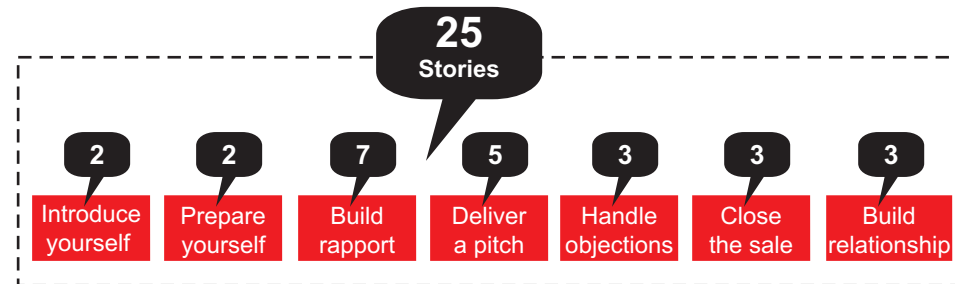 25
Stories
2
2
7
5
3
3
3
Introduce
yourself
Prepare
yourself
Build
rapport
Deliver
a pitch
Handle
objections
Close
the sale
Build
relationship